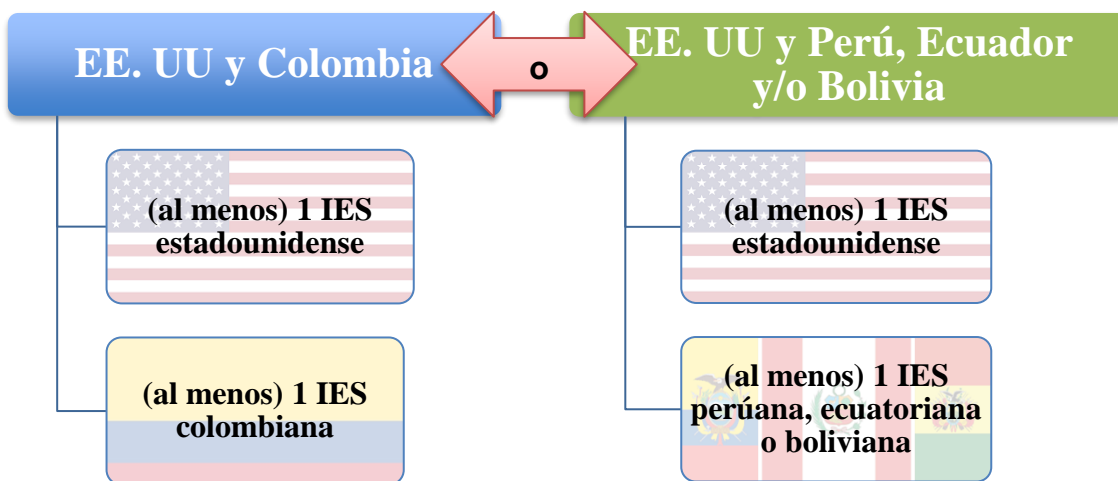 EE. UU y Colombia
o
EE. UU y Perú, Ecuador
y/o Bolivia
(al menos) 1 IES
estadounidense
(al menos) 1 IES
estadounidense
(al menos) 1 IES
colombiana
(al menos) 1 IES
perúana, ecuatoriana
o boliviana